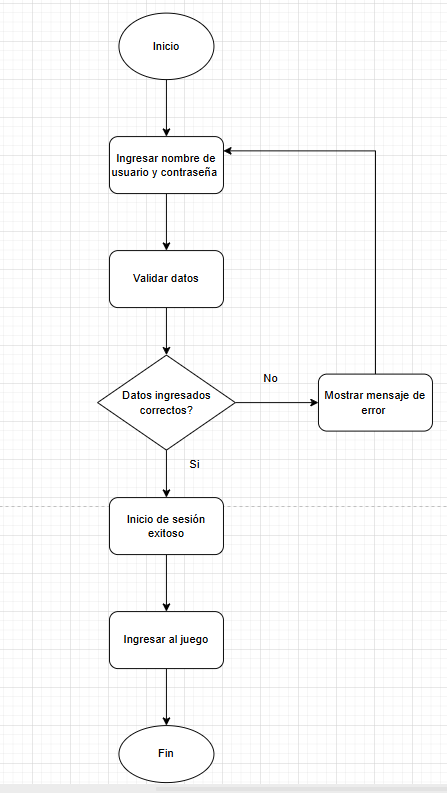 Inicio
Ingresar nombre de
usuario y contraseña
Validar datos
Datos ingresados
correctos?
No
Mostrar mensaje de
error
Si
Inicio de sesión
exitoso
Ingresar al juego
Fin